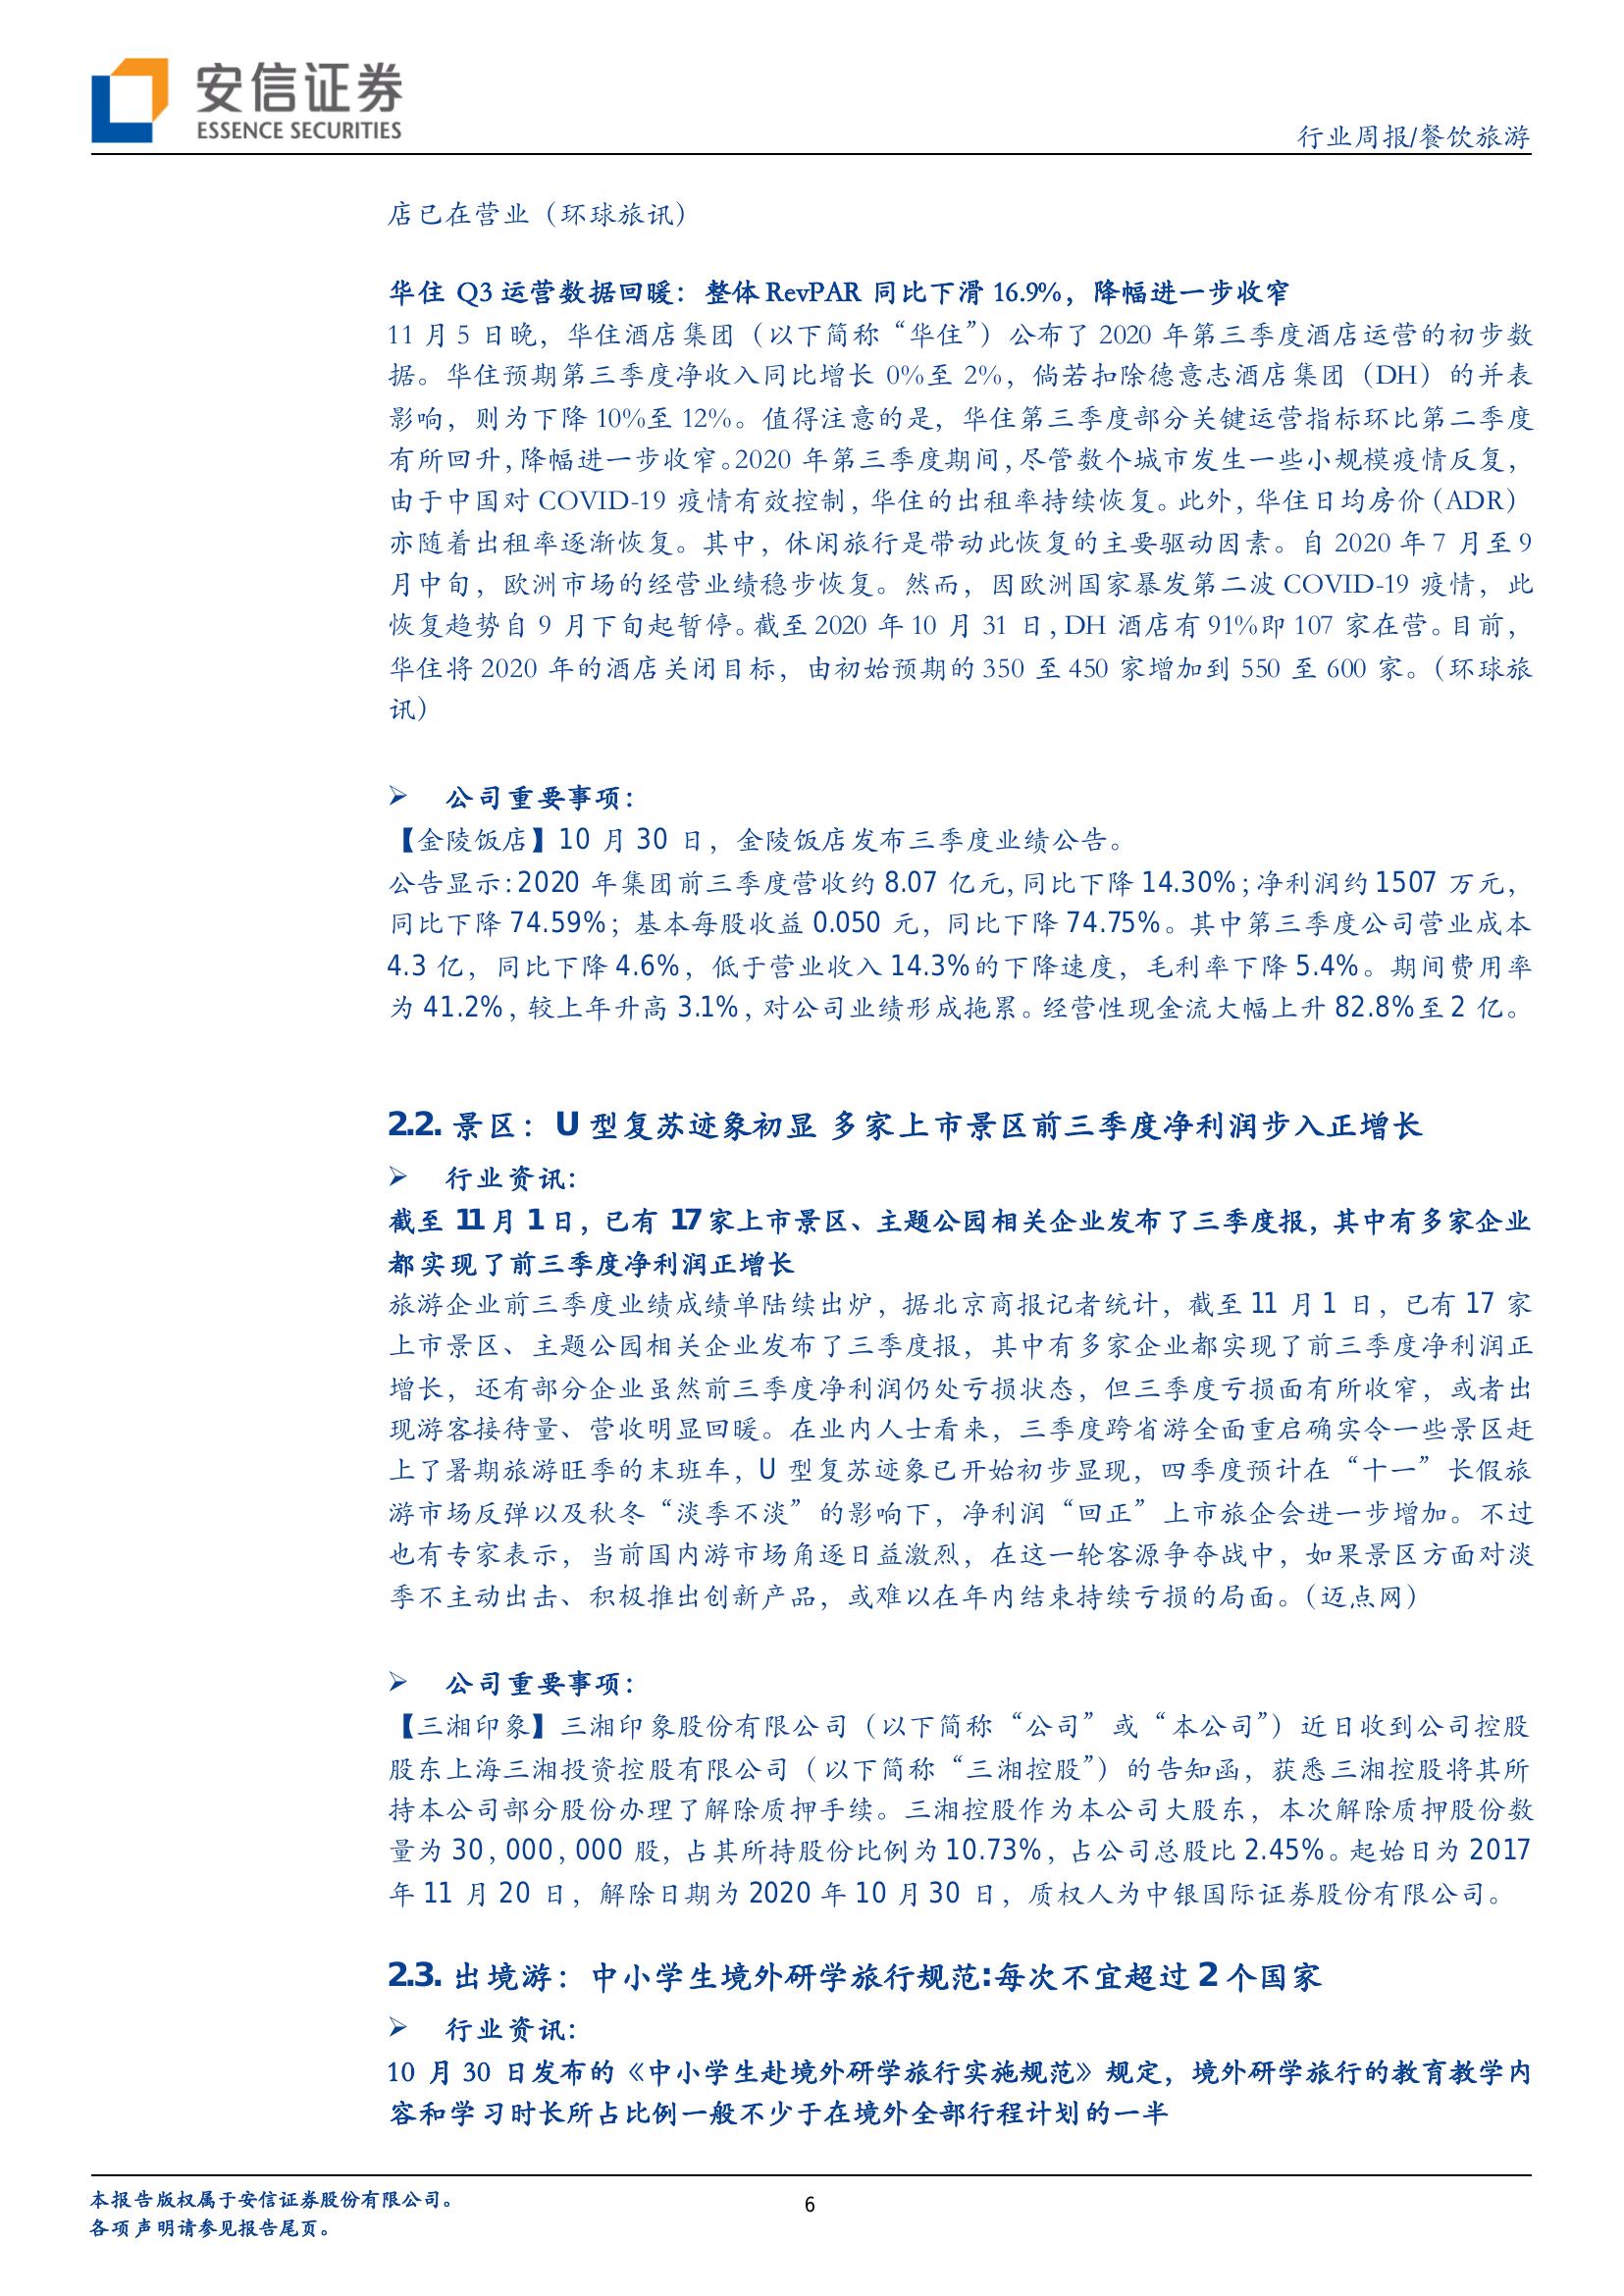 安信证券
ESSENCE SECURITIES
行业周报/餐饮旅游
店已在营业（环球旅讯）
华住 Q3 运营数据回暖：整体 RevPAR 同比下滑 16.9%，降幅进一步收窄
11 月 5 日晚，华住酒店集团（以下简称“华住”）公布了 2020 年第三季度酒店运营的初步数
据。华住预期第三季度净收入同比增长 0%至 2%，倘若扣除德意志酒店集团（DH）的并表
影响，则为下降 10%至 12%。值得注意的是，华住第三季度部分关键运营指标环比第二季度
有所回升，降幅进一步收窄。2020 年第三季度期间，尽管数个城市发生一些小规模疫情反复，
由于中国对 COVID-19 疫情有效控制，华住的出租率持续恢复。此外，华住日均房价（ADR）
亦随着出租率逐渐恢复。其中，休闲旅行是带动此恢复的主要驱动因素。自 2020 年 7 月至 9
月中旬，欧洲市场的经营业绩稳步恢复。然而，因欧洲国家暴发第二波 COVID-19 疫情，此
恢复趋势自 9 月下旬起暂停。截至 2020 年 10 月 31 日，DH 酒店有 91%即 107 家在营。目前，
华住将 2020 年的酒店关闭目标，由初始预期的 350 至 450 家增加到 550 至 600 家。（环球旅
讯）
➢ 公司重要事项：
【金陵饭店】10 月 30 日，金陵饭店发布三季度业绩公告。
公告显示：2020 年集团前三季度营收约 8.07 亿元，同比下降 14.30%；净利润约 1507 万元，
同比下降 74.59%；基本每股收益 0.050 元，同比下降 74.75%。其中第三季度公司营业成本
4.3 亿，同比下降 4.6%，低于营业收入 14.3%的下降速度，毛利率下降 5.4%。期间费用率
为 41.2%，较上年升高 3.1%，对公司业绩形成拖累。经营性现金流大幅上升 82.8%至 2 亿。
2.2. 景区：U 型复苏迹象初显 多家上市景区前三季度净利润步入正增长
➢ 行业资讯：
截至 11 月 1 日，已有 17 家上市景区、主题公园相关企业发布了三季度报，其中有多家企业
都实现了前三季度净利润正增长
旅游企业前三季度业绩成绩单陆续出炉，据北京商报记者统计，截至 11 月 1 日，已有 17 家
上市景区、主题公园相关企业发布了三季度报，其中有多家企业都实现了前三季度净利润正
增长，还有部分企业虽然前三季度净利润仍处亏损状态，但三季度亏损面有所收窄，或者出
现游客接待量、营收明显回暖。在业内人士看来，三季度跨省游全面重启确实令一些景区赶
上了暑期旅游旺季的末班车，U 型复苏迹象已开始初步显现，四季度预计在“十一”长假旅
游市场反弹以及秋冬“淡季不淡”的影响下，净利润“回正”上市旅企会进一步增加。不过
也有专家表示，当前国内游市场角逐日益激烈，在这一轮客源争夺战中，如果景区方面对淡
季不主动出击、积极推出创新产品，或难以在年内结束持续亏损的局面。（迈点网）
➢ 公司重要事项：
【三湘印象】三湘印象股份有限公司（以下简称“公司”或“本公司”）近日收到公司控股
股东上海三湘投资控股有限公司（以下简称“三湘控股”）的告知函，获悉三湘控股将其所
持本公司部分股份办理了解除质押手续。三湘控股作为本公司大股东，本次解除质押股份数
量为 30，000，000 股，占其所持股份比例为 10.73%，占公司总股比 2.45%。起始日为 2017
年 11 月 20 日，解除日期为 2020 年 10 月 30 日，质权人为中银国际证券股份有限公司。
2.3. 出境游：中小学生境外研学旅行规范:每次不宜超过 2 个国家
➢ 行业资讯：
10 月 30 日发布的《中小学生赴境外研学旅行实施规范》规定，境外研学旅行的教育教学内
容和学习时长所占比例一般不少于在境外全部行程计划的一半
本报告版权属于安信证券股份有限公司。
各项声明请参见报告尾页。
6